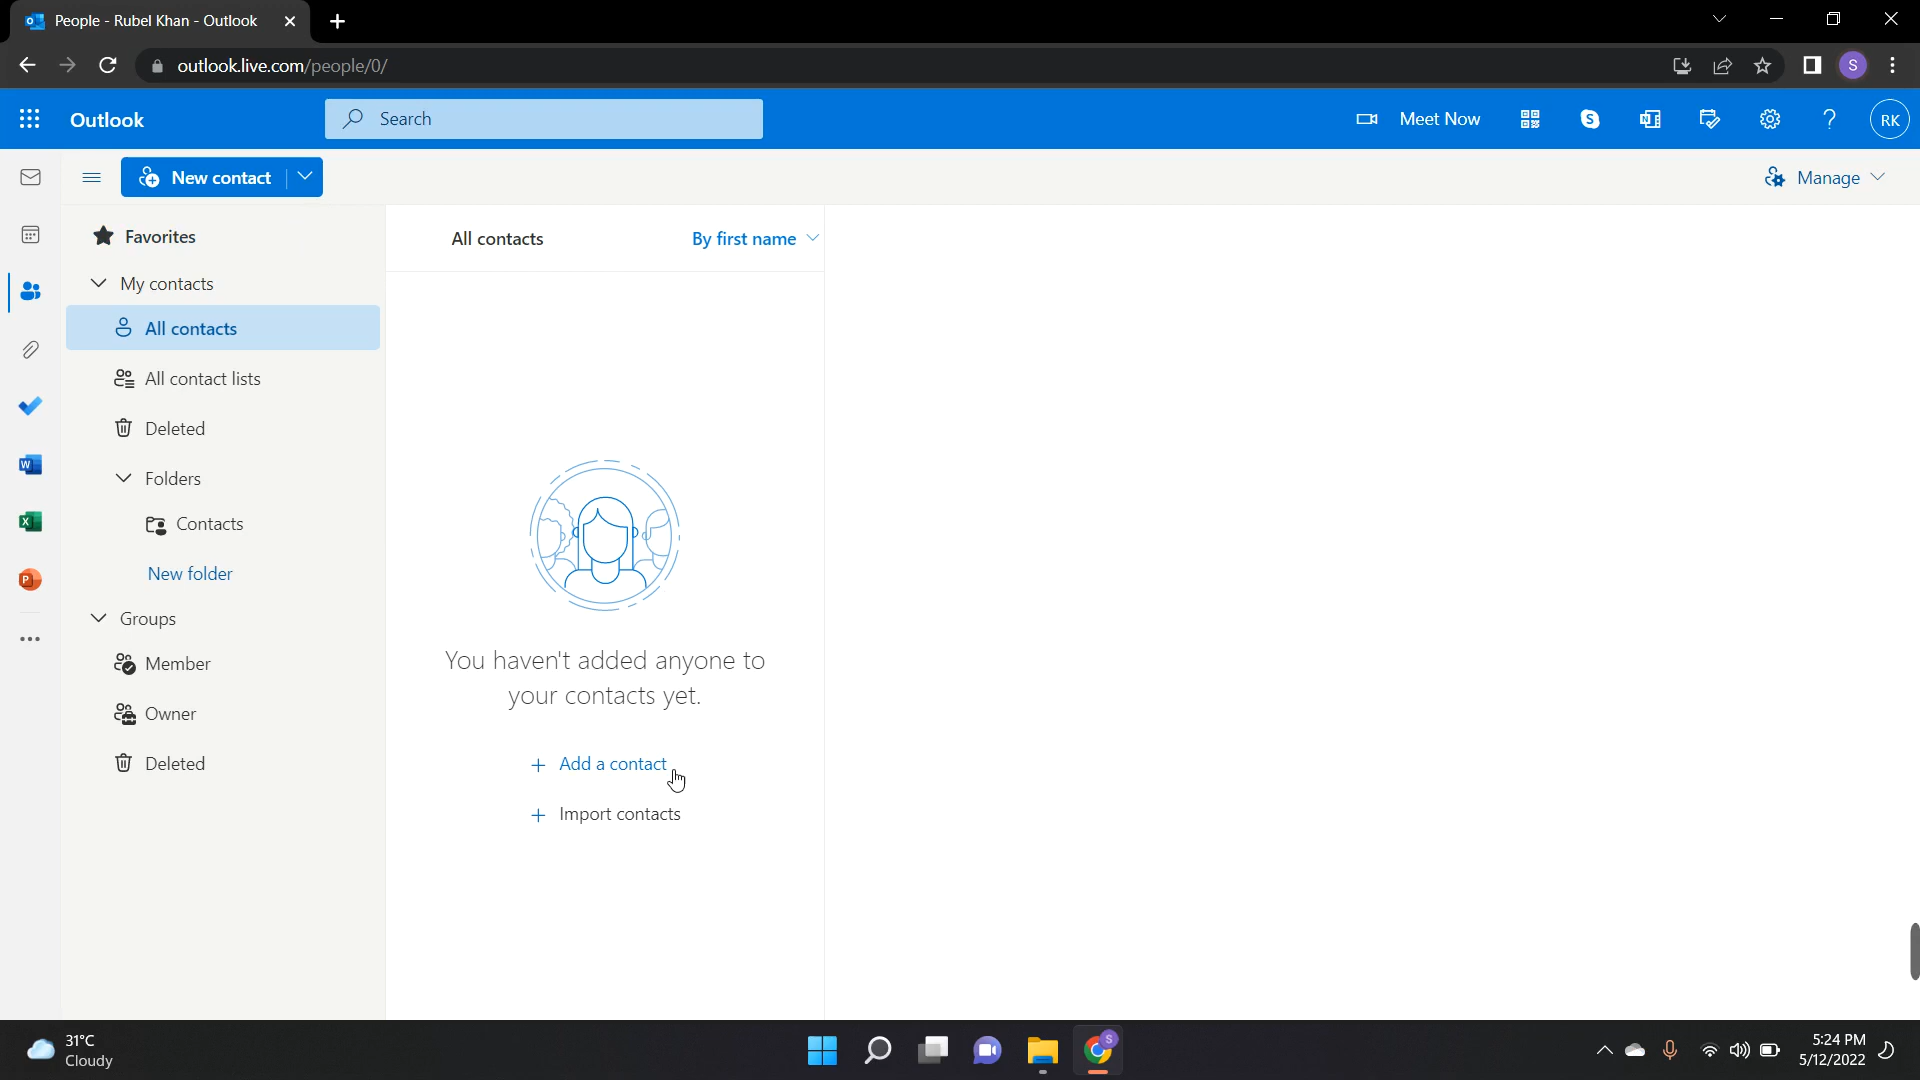 People - Rubel Khan - Outlook
outlook.live.com/people/0/
S
Outlook
Search
Meet Now
RK
New contact
Manage
Favorites
My contacts
All contacts
All contact lists
Deleted
Folders
Contacts
New folder
Groups
Member
Owner
Deleted
All contacts
By first name
You haven't added anyone to
your contacts yet.
Add a contact
Import contacts
31°C
Cloudy
5:24 PM
5/12/2022